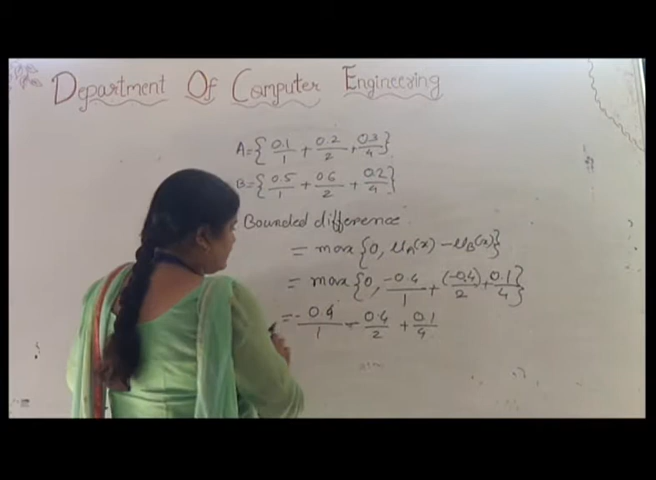 Department Of Computer Engineering
A={0.1/1 + 0.2/2 + 0.3/4}
B={0.5/1 + 0.6/2 + 0.2/4}
Bounded difference
= max {0, μA(x) - μB(x)}
= max {0, -0.4/1 + (-0.4)/2 + 0.1/4}
= -0.4/1 - 0.4/2 + 0.1/4